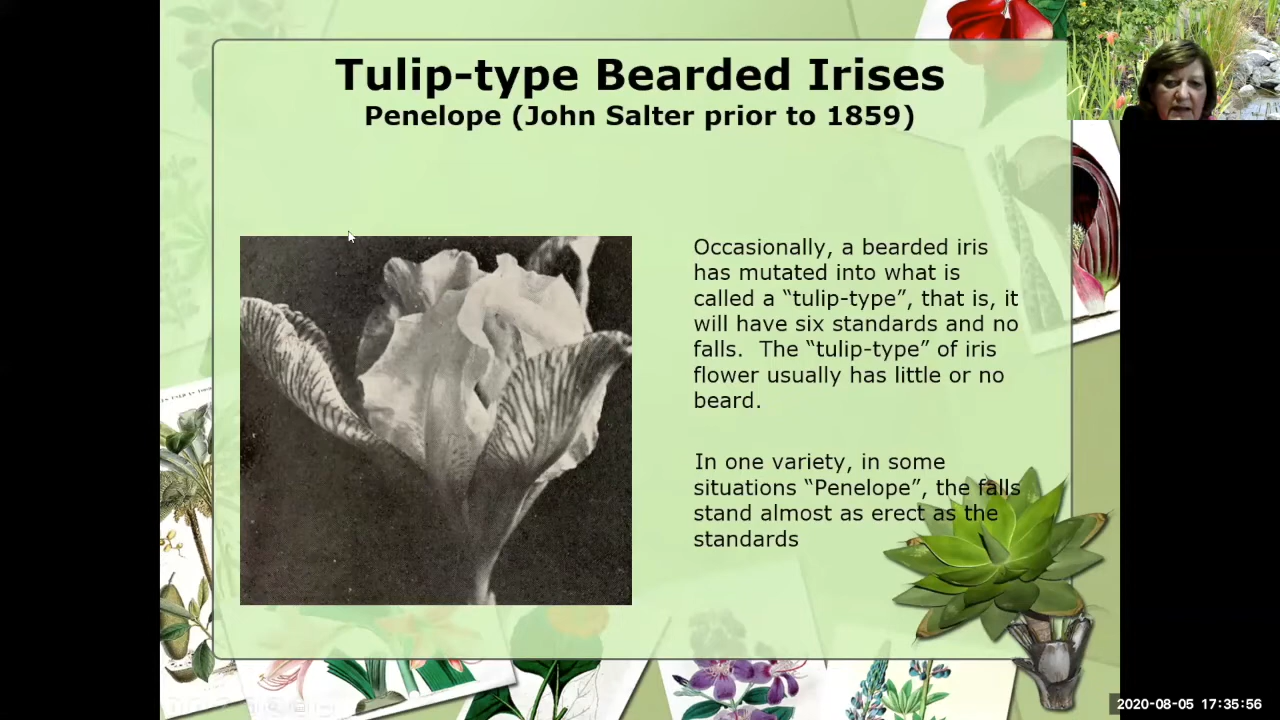 Tulip-type Bearded Irises
Penelope (John Salter prior to 1859)
Occasionally, a bearded iris
has mutated into what is
called a “tulip-type”, that is, it
will have six standards and no
falls.  The “tulip-type” of iris
flower usually has little or no
beard.
In one variety, in some
situations “Penelope”, the falls
stand almost as erect as the
standards
2020-08-05 17:35:56